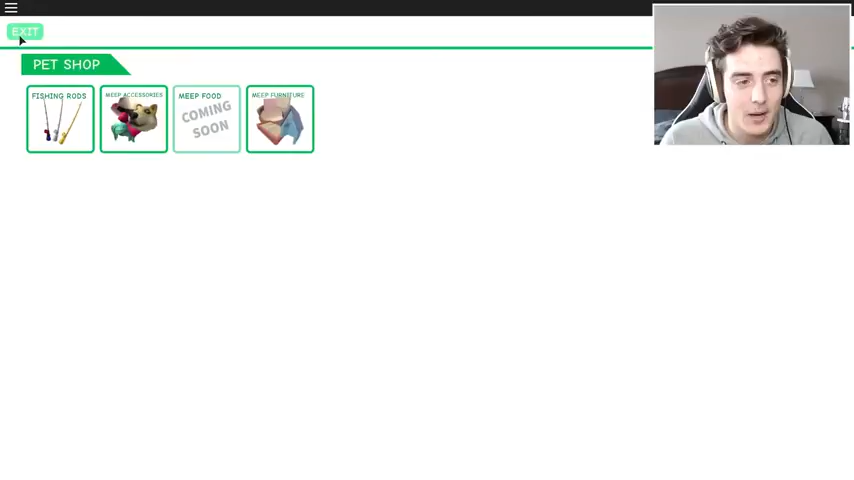 EXIT
PET SHOP
FISHING RODS
MEEP ACCESSORIES
MEEP FOOD
MEEP FURNITURE
COMING
SOON